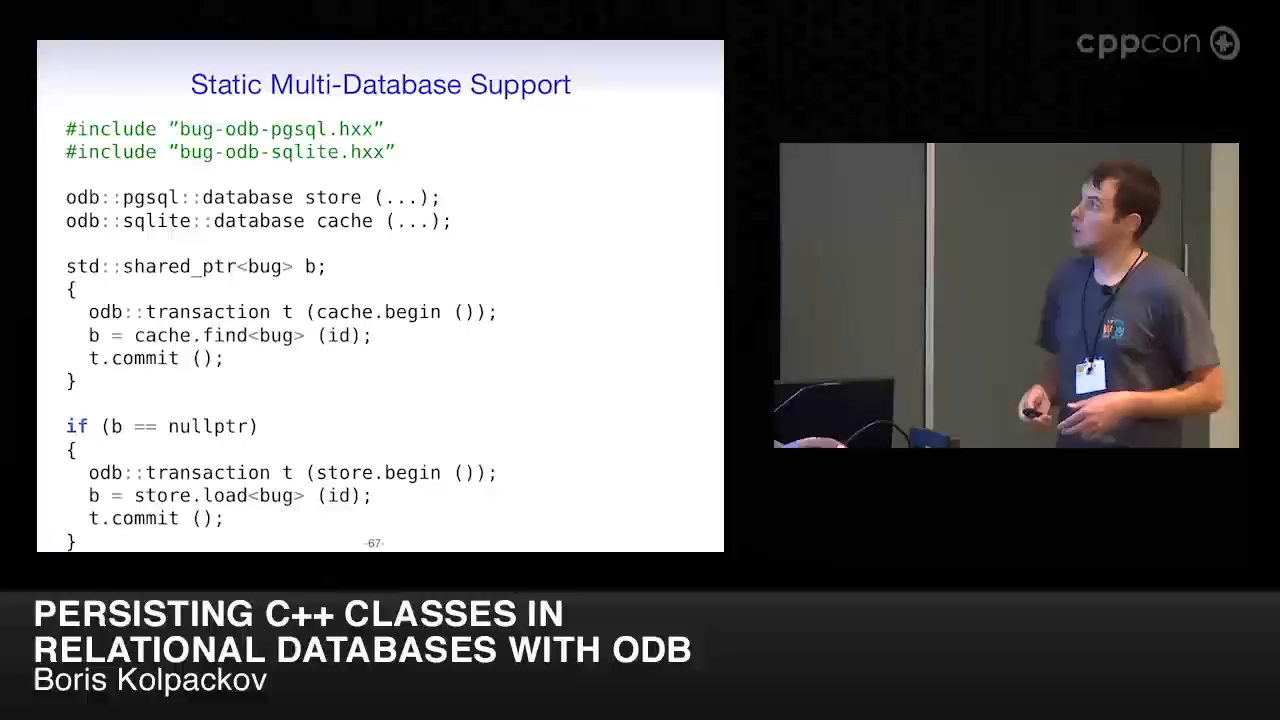 cppcon
Static Multi-Database Support
#include ”bug-odb-pgsql.hxx”
#include ”bug-odb-sqlite.hxx”
odb::pgsql::database store (...);
odb::sqlite::database cache (...);
std::shared_ptr<bug> b;
{
odb::transaction t (cache.begin ());
b = cache.find<bug> (id);
t.commit ();
}
if (b == nullptr)
{
odb::transaction t (store.begin ());
b = store.load<bug> (id);
t.commit ();
}
-67-
PERSISTING C++ CLASSES IN
RELATIONAL DATABASES WITH ODB
Boris Kolpackov